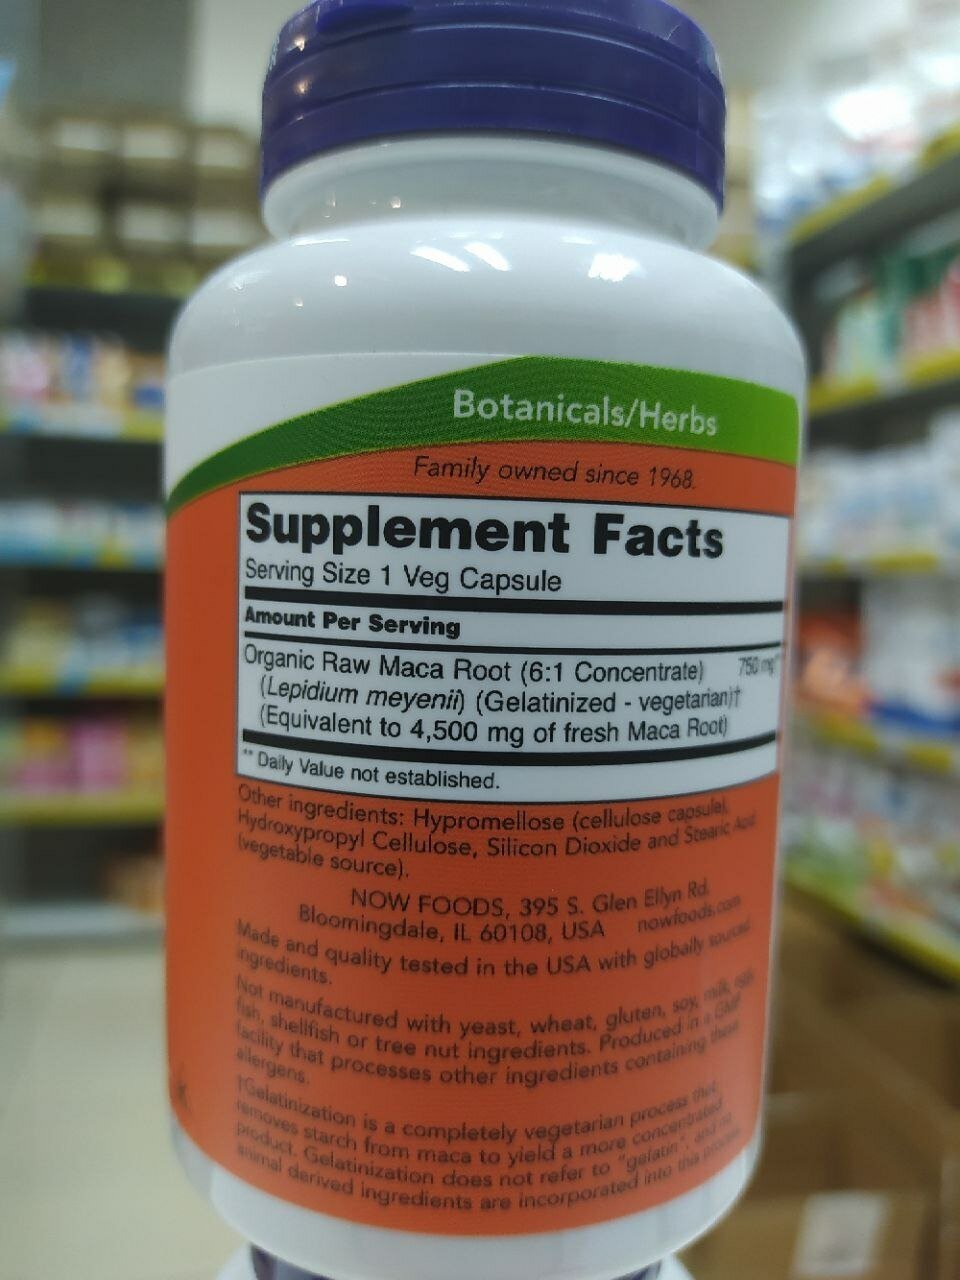 Botanicals/Herbs
Family owned since 1968.
Supplement Facts
Serving Size 1 Veg Capsule
Amount Per Serving
Organic Raw Maca Root (6:1 Concentrate) 750 mg**
(Lepidium meyenii) (Gelatinized - vegetarian)†
(Equivalent to 4,500 mg of fresh Maca Root)
** Daily Value not established.
Other ingredients: Hypromellose (cellulose capsule),
Hydroxypropyl Cellulose, Silicon Dioxide and Stearic Acid
(vegetable source).
NOW FOODS, 395 S. Glen Ellyn Rd.
Bloomingdale, IL 60108, USA nowfoods.com
Made and quality tested in the USA with globally sourced
ingredients.
Not manufactured with yeast, wheat, gluten, soy, milk, egg,
fish, shellfish or tree nut ingredients. Produced in a GMP
facility that processes other ingredients containing these
allergens.
†Gelatinization is a completely vegetarian process that
removes starch from maca to yield a more concentrated
product. Gelatinization does not refer to "gelatin", and no
animal derived ingredients are incorporated into this process.